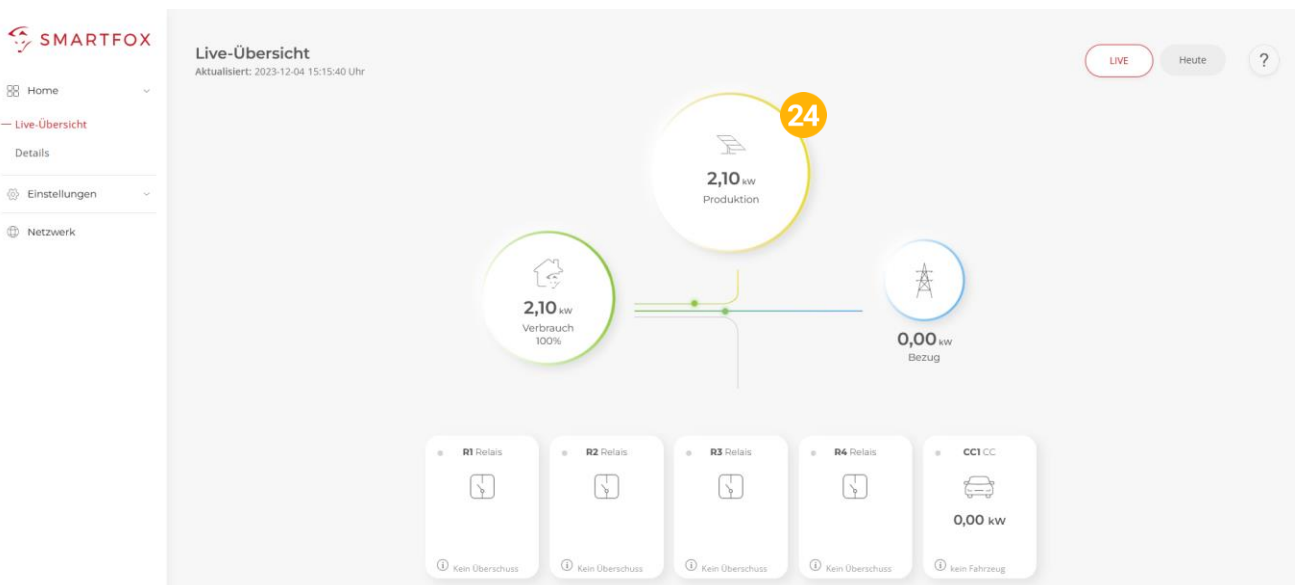 SMARTFOX
Home
Live-Übersicht
Details
Einstellungen
Netzwerk
Live-Übersicht
Aktualisiert: 2023-12-04 15:15:40 Uhr
LIVE
Heute
?
24
2,10 kW
Produktion
2,10 kW
Verbrauch
100%
0,00 kW
Bezug
R1 Relais
Kein Überschuss
R2 Relais
Kein Überschuss
R3 Relais
Kein Überschuss
R4 Relais
Kein Überschuss
CC1 CC
0,00 kW
kein Fahrzeug